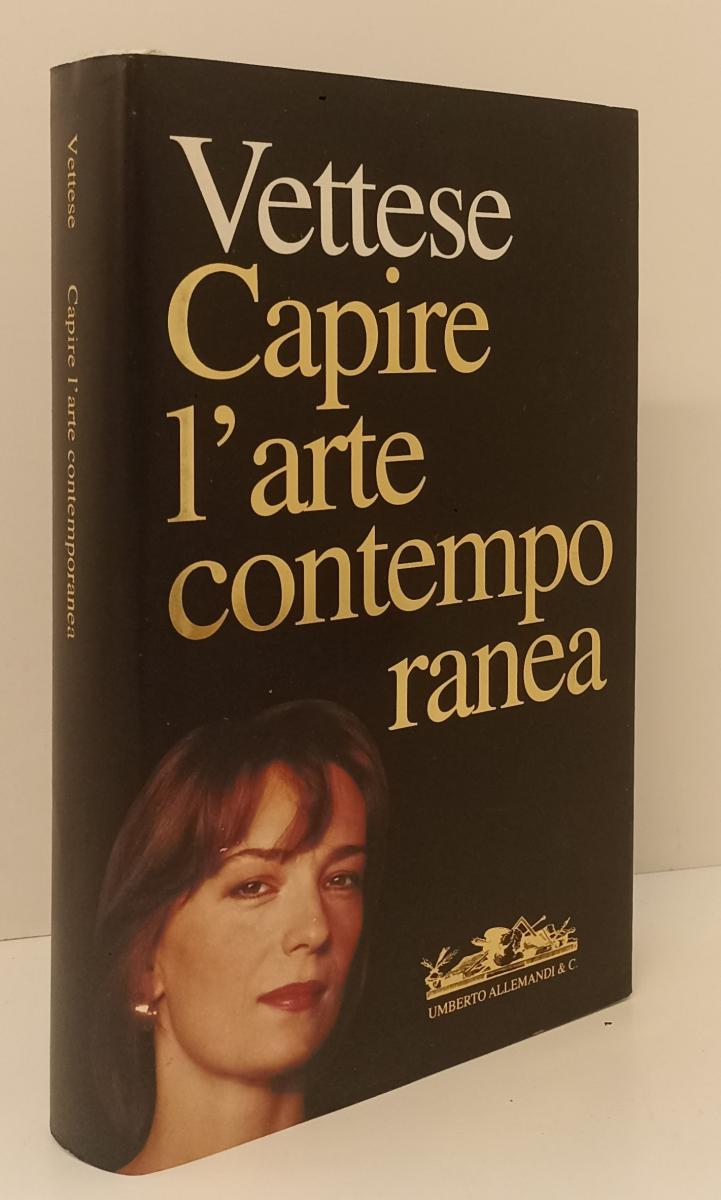 Vettese
Capire l'arte contemporanea
Vettese
Capire
l'arte
contempo
ranea
UMBERTO ALLEMANDI & C.